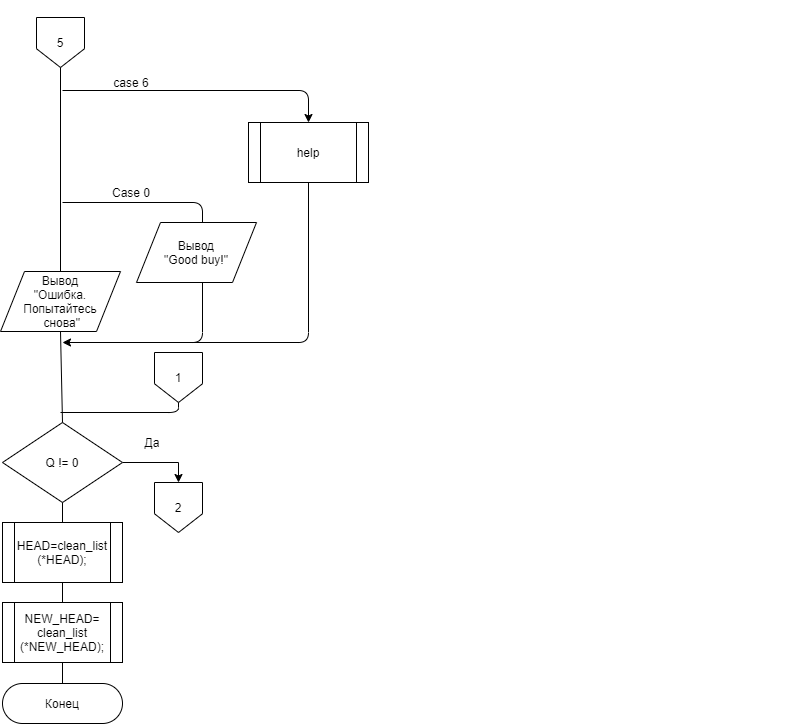 5
case 6
help
Case 0
Вывод
"Good buy!"
Вывод
"Ошибка.
Попытайтесь
снова"
1
Q != 0
Да
2
HEAD=clean_list
(*HEAD);
NEW_HEAD=
clean_list
(*NEW_HEAD);
Конец